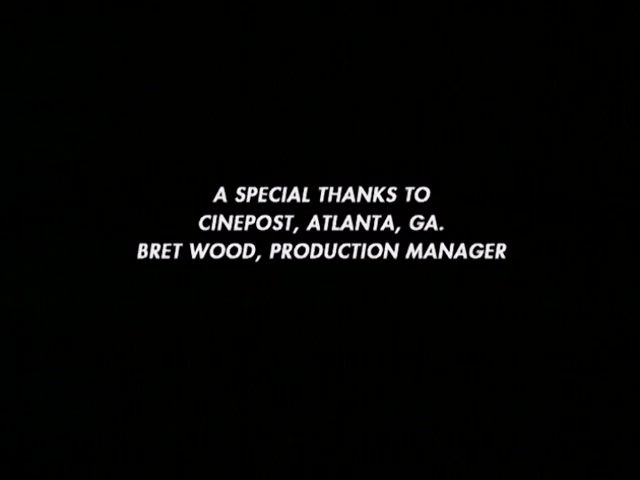 A SPECIAL THANKS TO
CINEPOST, ATLANTA, GA.
BRET WOOD, PRODUCTION MANAGER